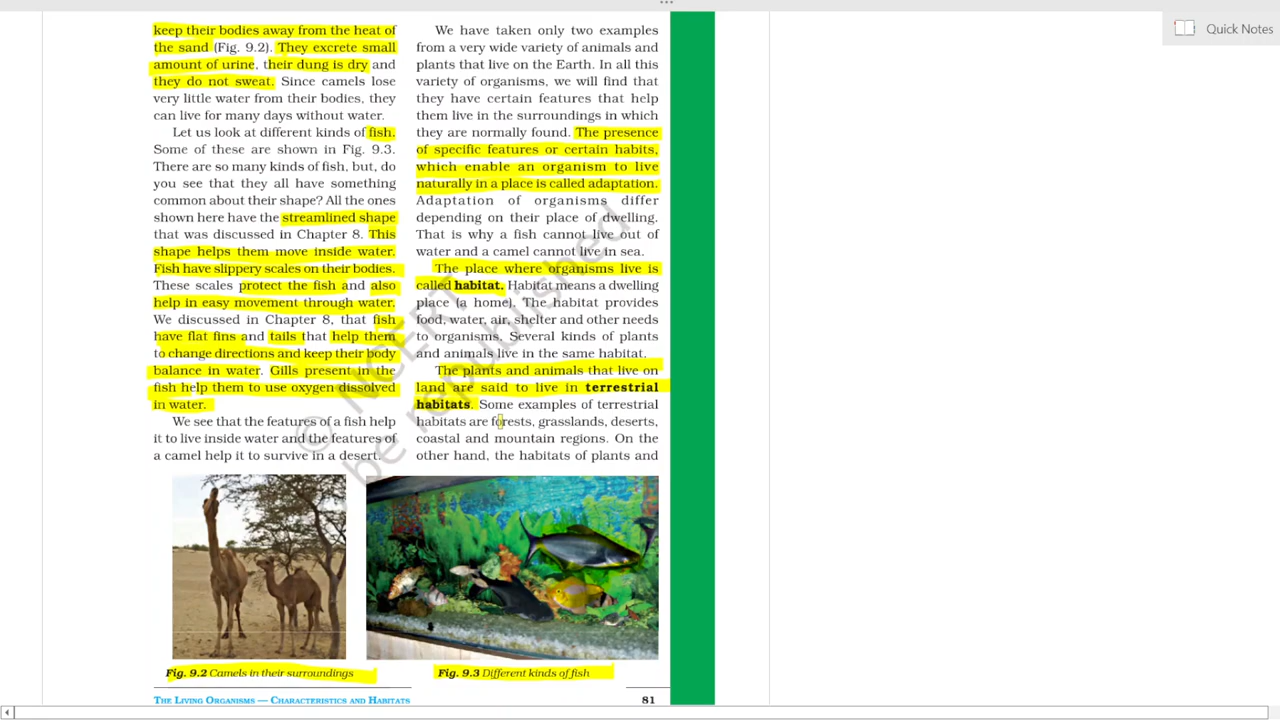 Quick Notes
keep their bodies away from the heat of
the sand (Fig. 9.2). They excrete small
amount of urine, their dung is dry and
they do not sweat. Since camels lose
very little water from their bodies, they
can live for many days without water.
Let us look at different kinds of fish.
Some of these are shown in Fig. 9.3.
There are so many kinds of fish, but, do
you see that they all have something
common about their shape? All the ones
shown here have the streamlined shape
that was discussed in Chapter 8. This
shape helps them move inside water.
Fish have slippery scales on their bodies.
These scales protect the fish and also
help in easy movement through water.
We discussed in Chapter 8, that fish
have flat fins and tails that help them
to change directions and keep their body
balance in water. Gills present in the
fish help them to use oxygen dissolved
in water.
We see that the features of a fish help
it to live inside water and the features of
a camel help it to survive in a desert.
We have taken only two examples
from a very wide variety of animals and
plants that live on the Earth. In all this
variety of organisms, we will find that
they have certain features that help
them live in the surroundings in which
they are normally found. The presence
of specific features or certain habits,
which enable an organism to live
naturally in a place is called adaptation.
Adaptation of organisms differ
depending on their place of dwelling.
That is why a fish cannot live out of
water and a camel cannot live in sea.
The place where organisms live is
called habitat. Habitat means a dwelling
place (a home). The habitat provides
food, water, air, shelter and other needs
to organisms. Several kinds of plants
and animals live in the same habitat.
The plants and animals that live on
land are said to live in terrestrial
habitats. Some examples of terrestrial
habitats are forests, grasslands, deserts,
coastal and mountain regions. On the
other hand, the habitats of plants and
© NCERT
be republished
Fig. 9.2 Camels in their surroundings
Fig. 9.3 Different kinds of fish
The Living Organisms — Characteristics and Habitats
81